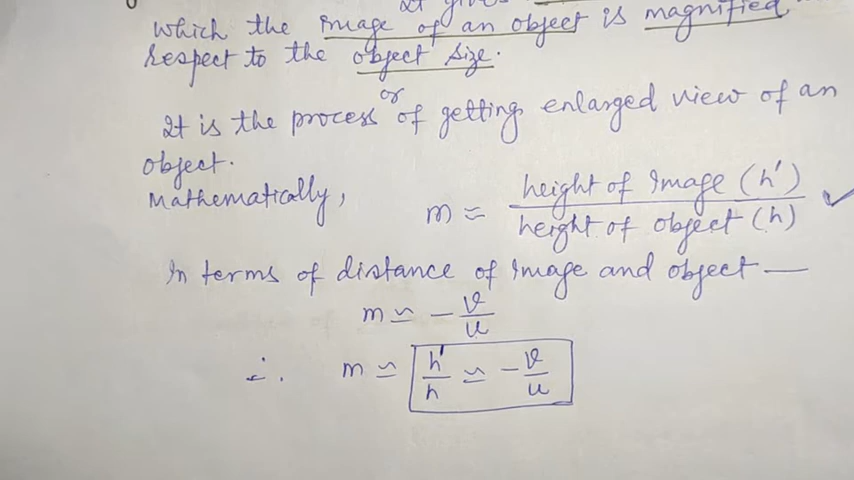 It gives
which the image of an object is magnified
respect to the object size.
or
It is the process of getting enlarged view of an
object.
Mathematically,
m = height of Image (h') / height of object (h) ✓
In terms of distance of image and object —
m = - v/u
∴ m = h'/h = - v/u